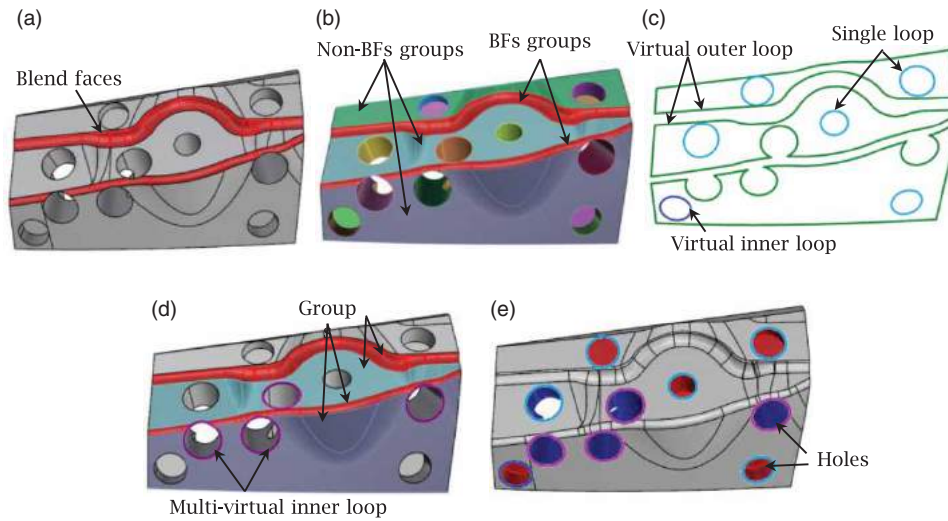 (a)
Blend faces
(b)
Non-BFs groups
BFs groups
(c)
Single loop
Virtual outer loop
Virtual inner loop
(d)
Group
Multi-virtual inner loop
(e)
Holes